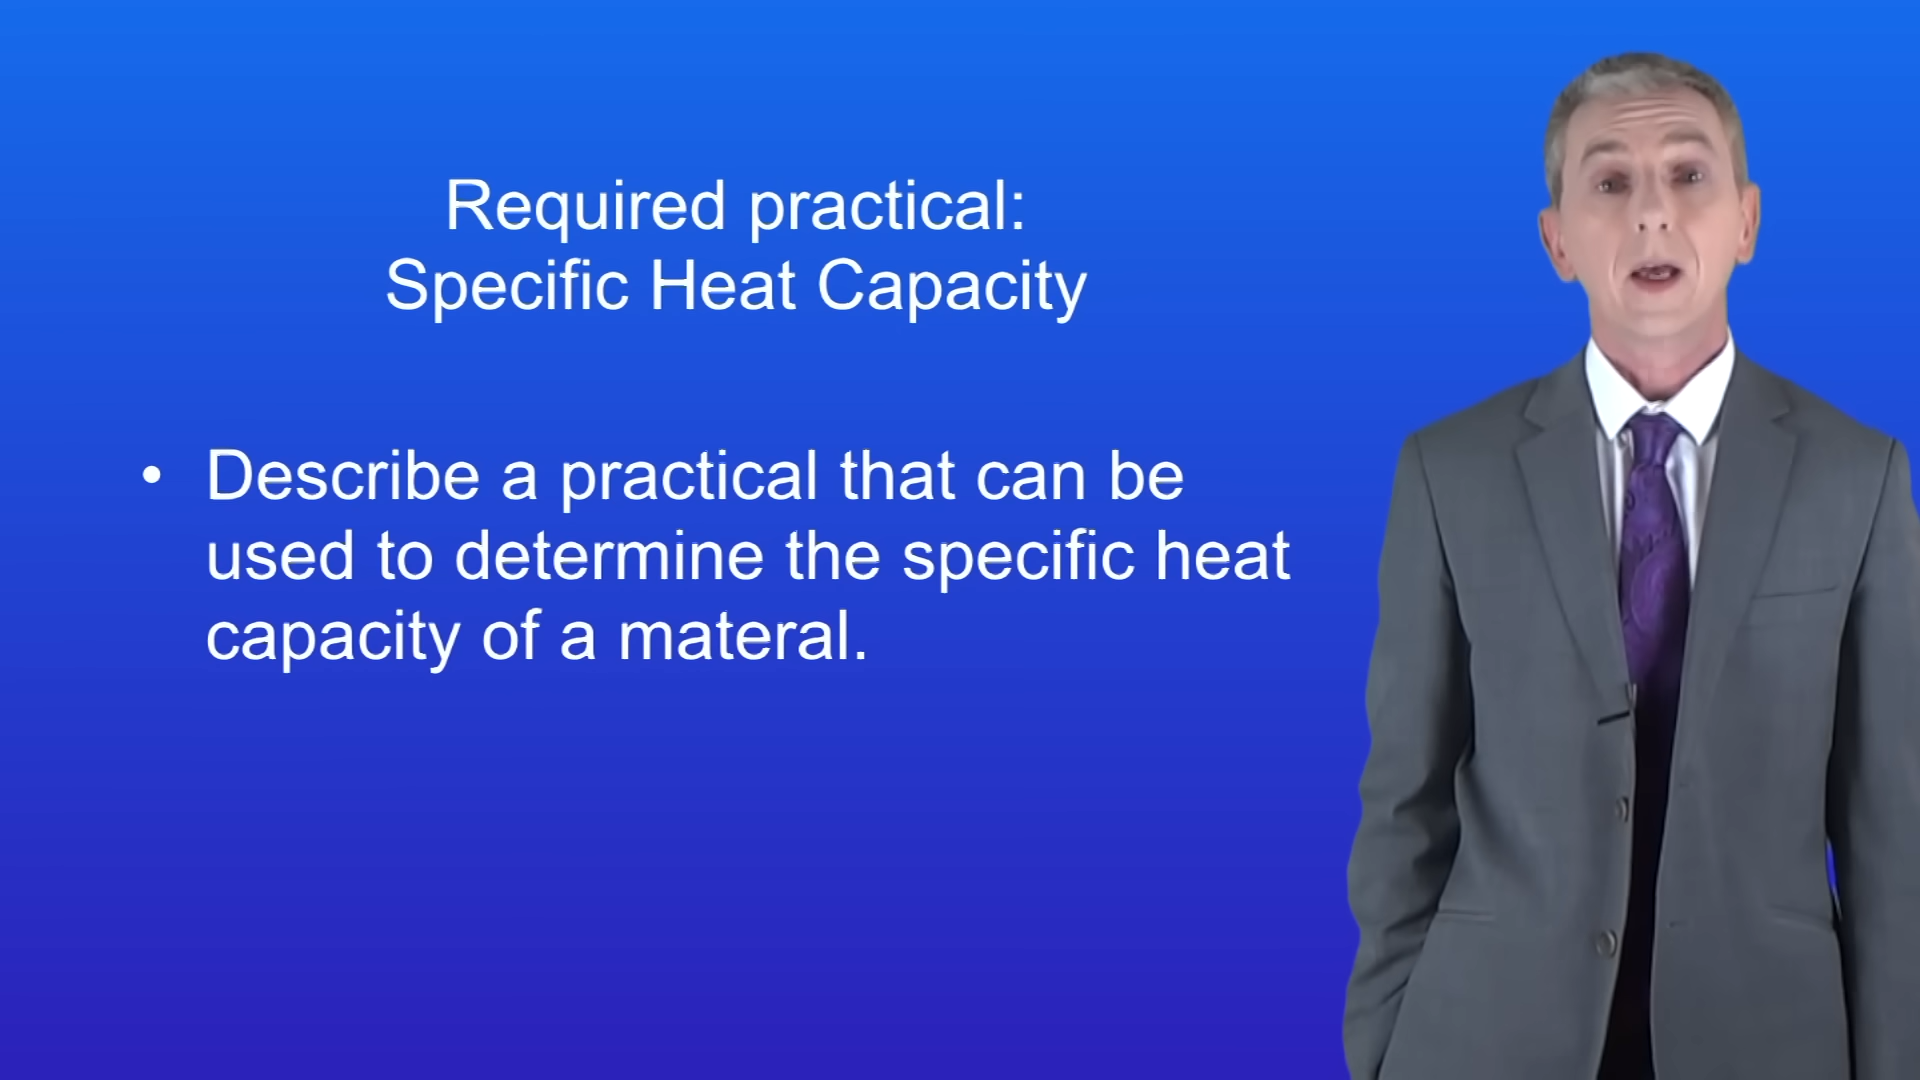 Required practical:
Specific Heat Capacity
• Describe a practical that can be
used to determine the specific heat
capacity of a materal.